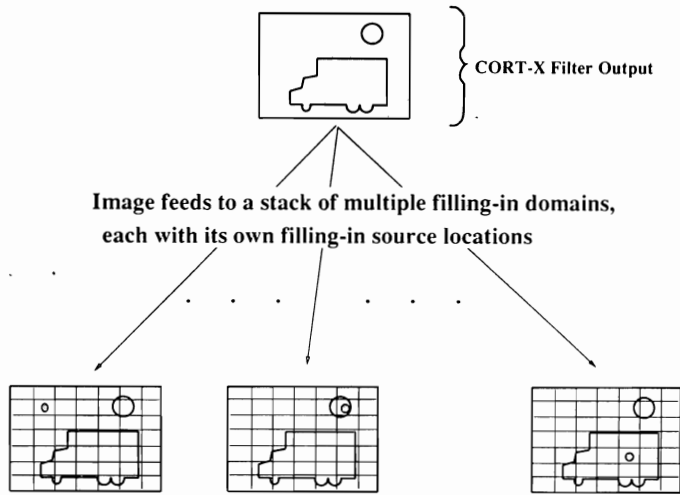 CORT-X Filter Output
Image feeds to a stack of multiple filling-in domains,
each with its own filling-in source locations